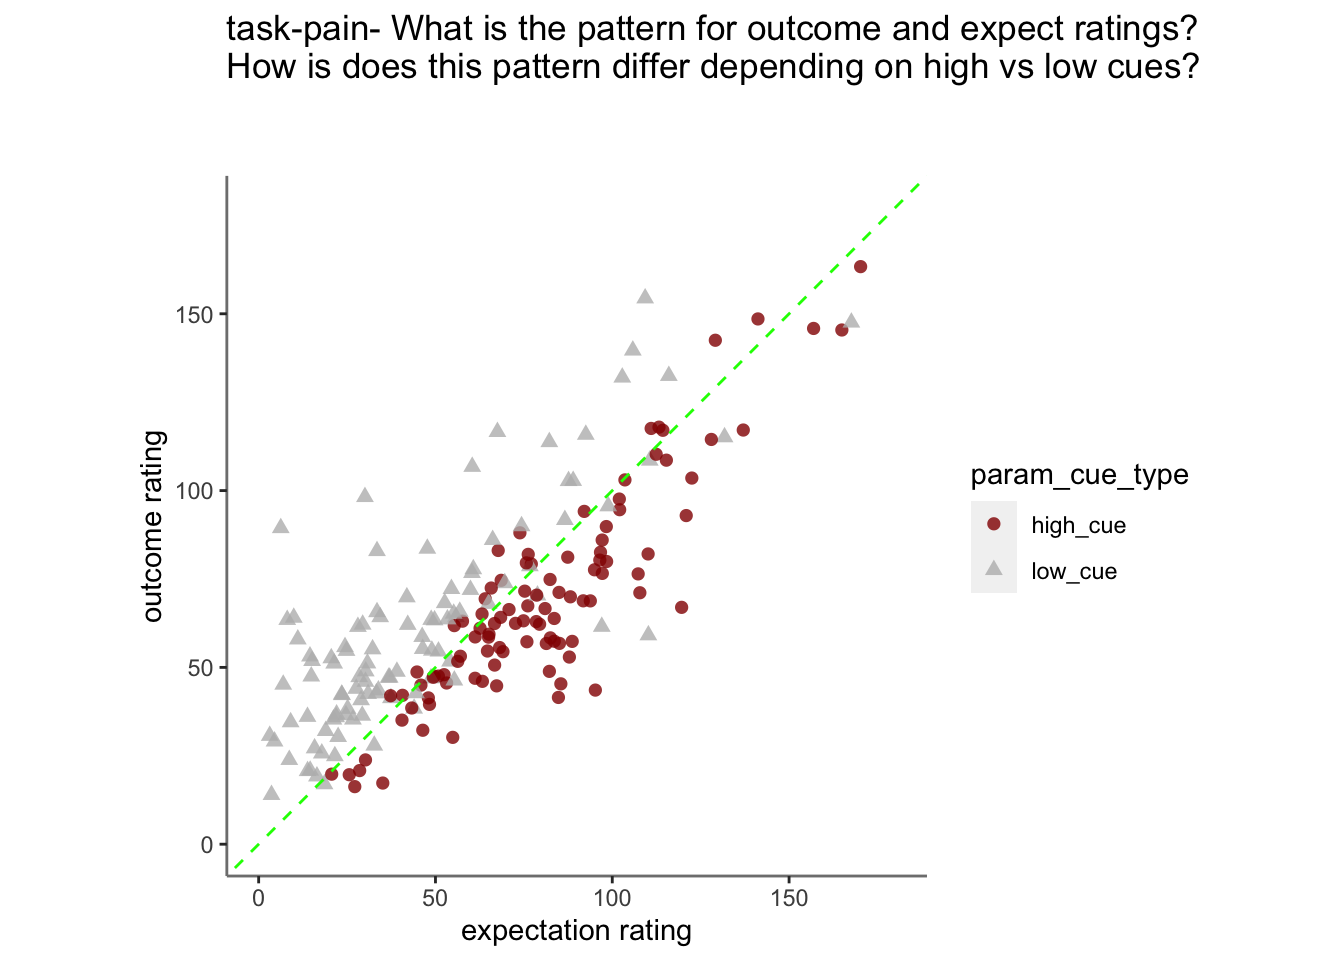 task-pain- What is the pattern for outcome and expect ratings?
How is does this pattern differ depending on high vs low cues?
150
100
50
0
outcome rating
0 50 100 150
expectation rating
param_cue_type
high_cue
low_cue